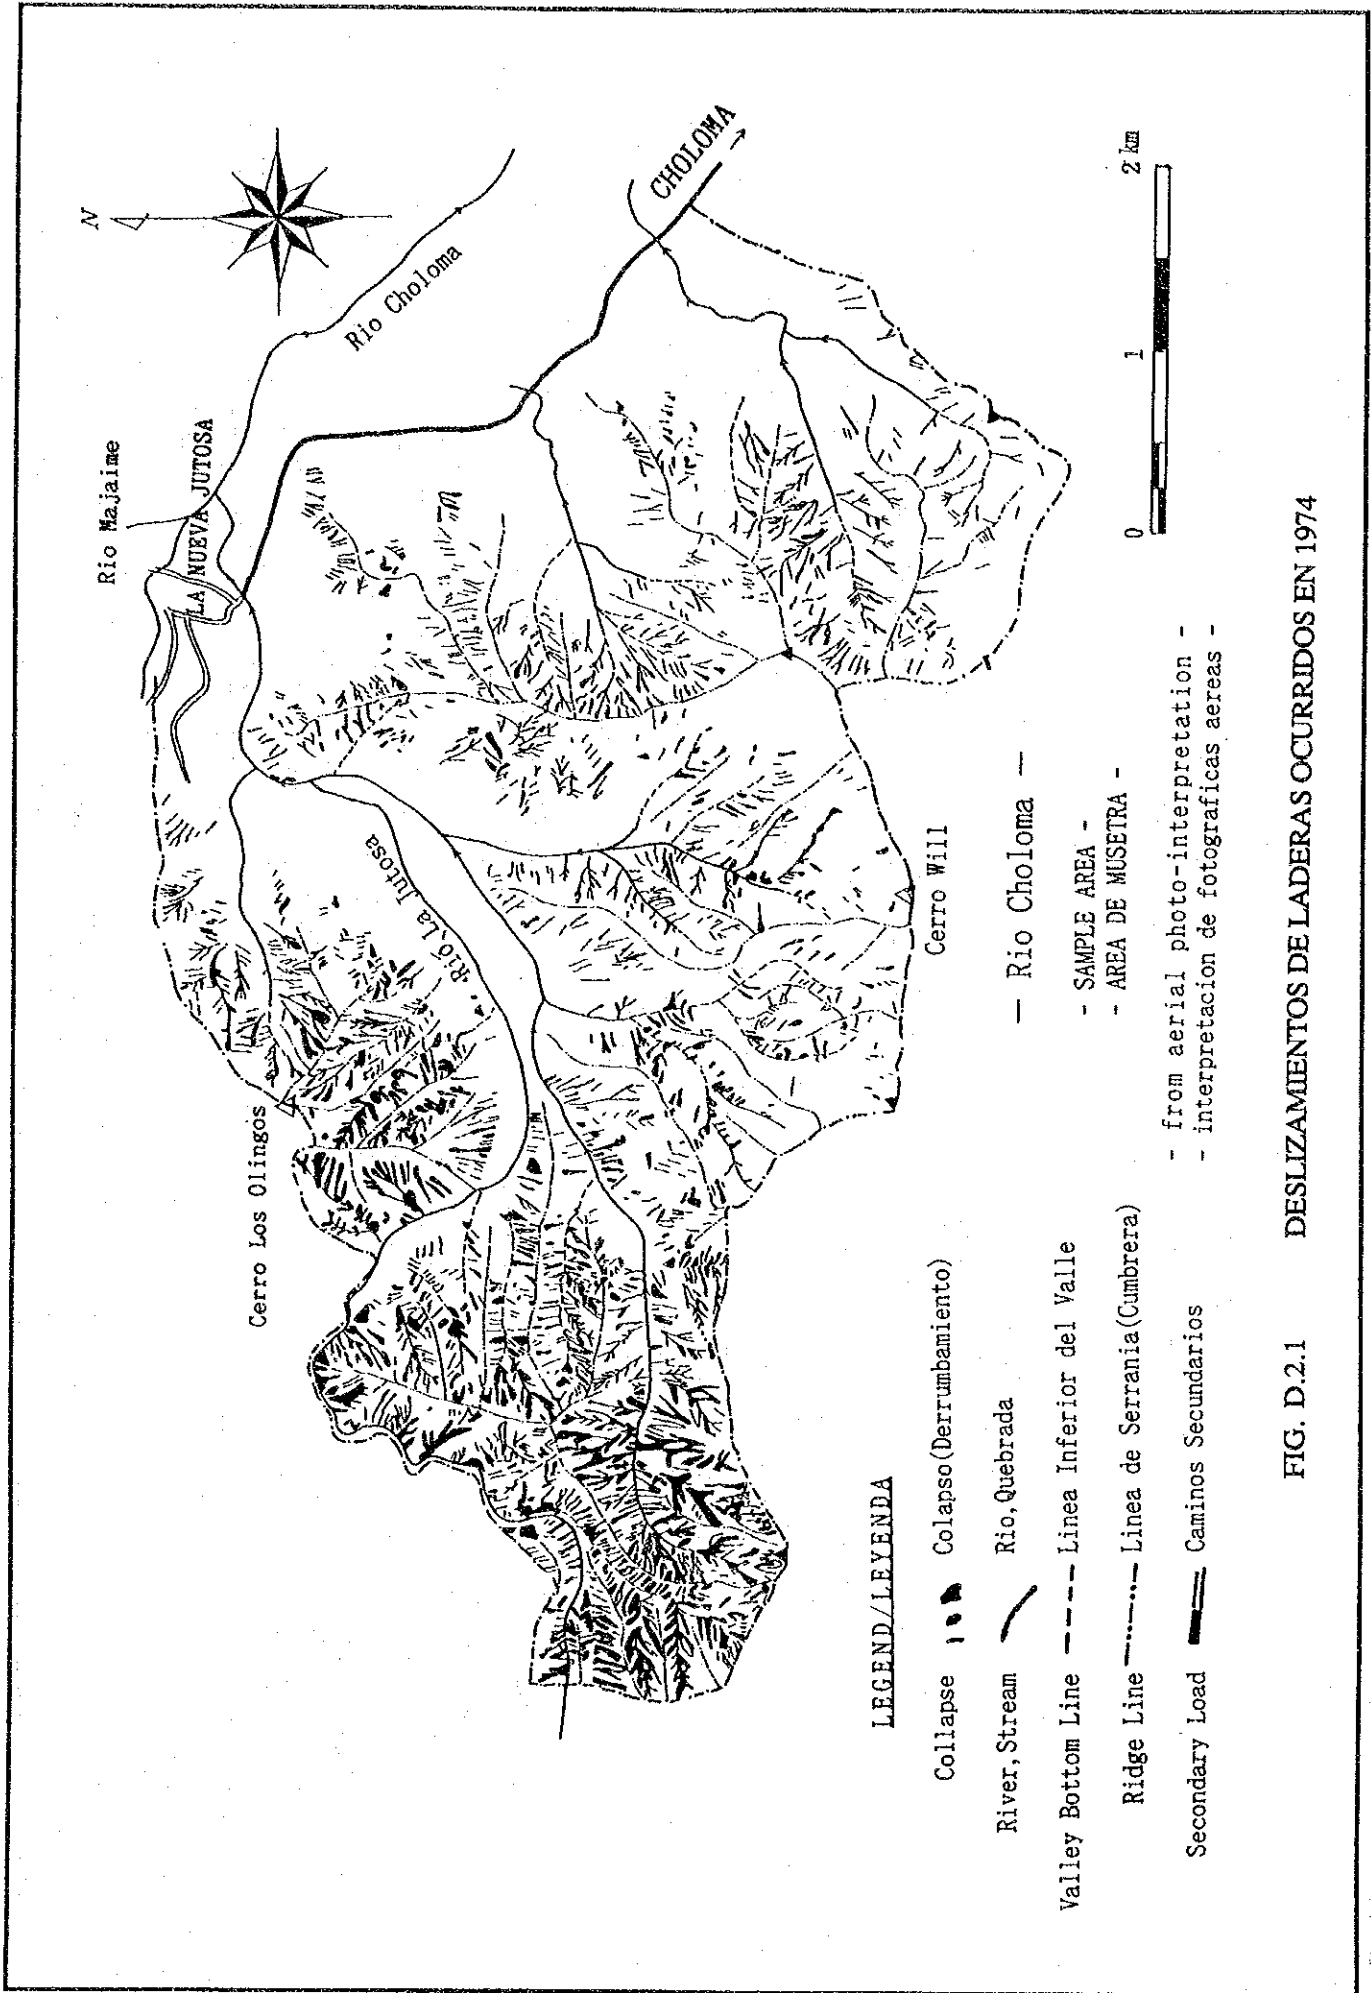 N
Rio Majaime
LA NUEVA JUTOSA
Rio Choloma
CHOLOMA
Cerro Los Olingos
Rio La Jutosa
Cerro Will
— Rio Choloma —
- SAMPLE AREA -
- AREA DE MUSETRA -
0 1 2 km
- from aerial photo-interpretation -
- interpretacion de fotograficas aereas -
LEGEND/LEYENDA
Collapse Colapso(Derrumbamiento)
River,Stream Rio,Quebrada
Valley Bottom Line Linea Inferior del Valle
Ridge Line Linea de Serrania(Cumbrera)
Secondary Load Caminos Secundarios
FIG. D.2.1 DESLIZAMIENTOS DE LADERAS OCURRIDOS EN 1974